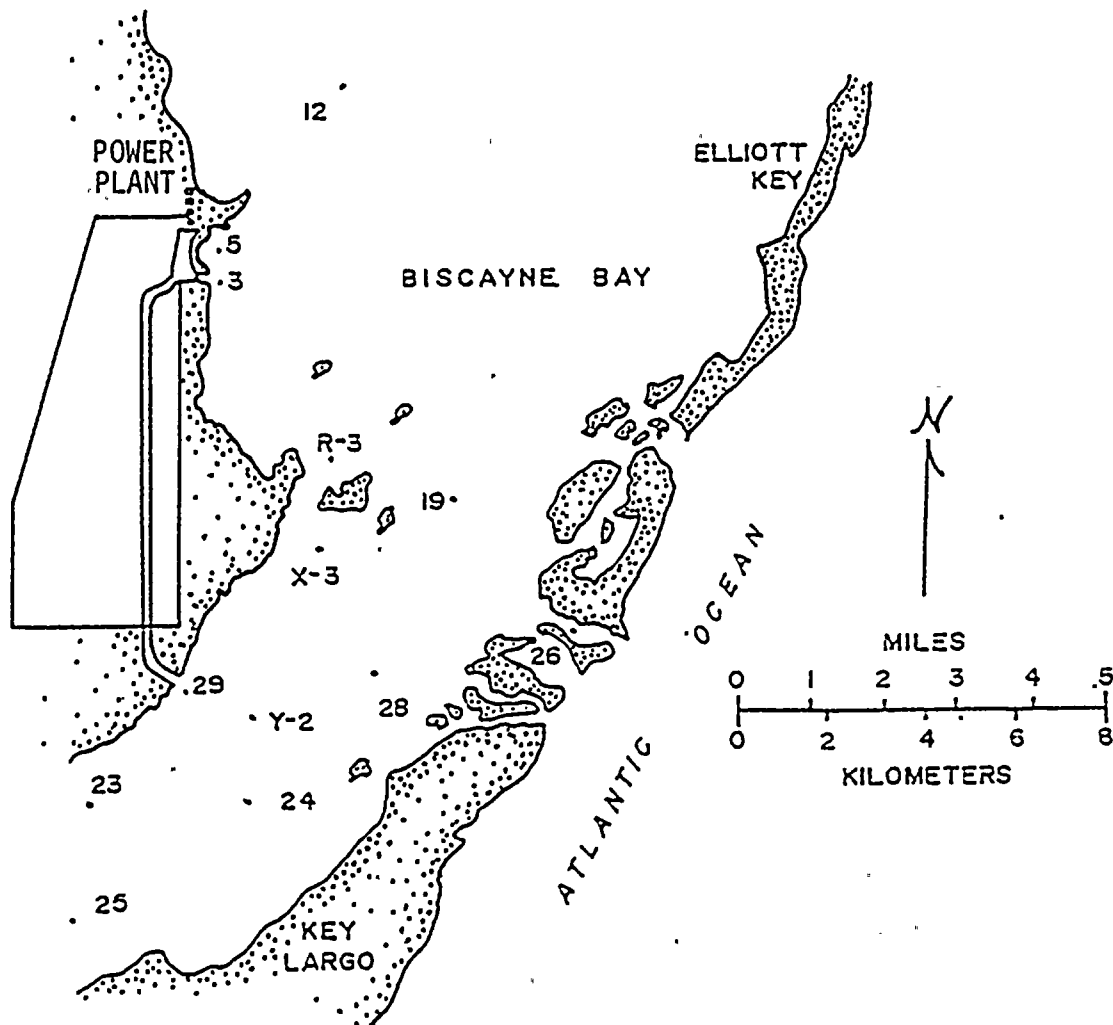 12
POWER
PLANT
ELLIOTT
KEY
.5
.3
BISCAYNE BAY
N
R-3
19
X-3
ATLANTIC OCEAN
MILES
0 1 2 3 4 .5
0 2 4 6 8
KILOMETERS
26
.29
Y-2
28
23
24
25
KEY
LARGO